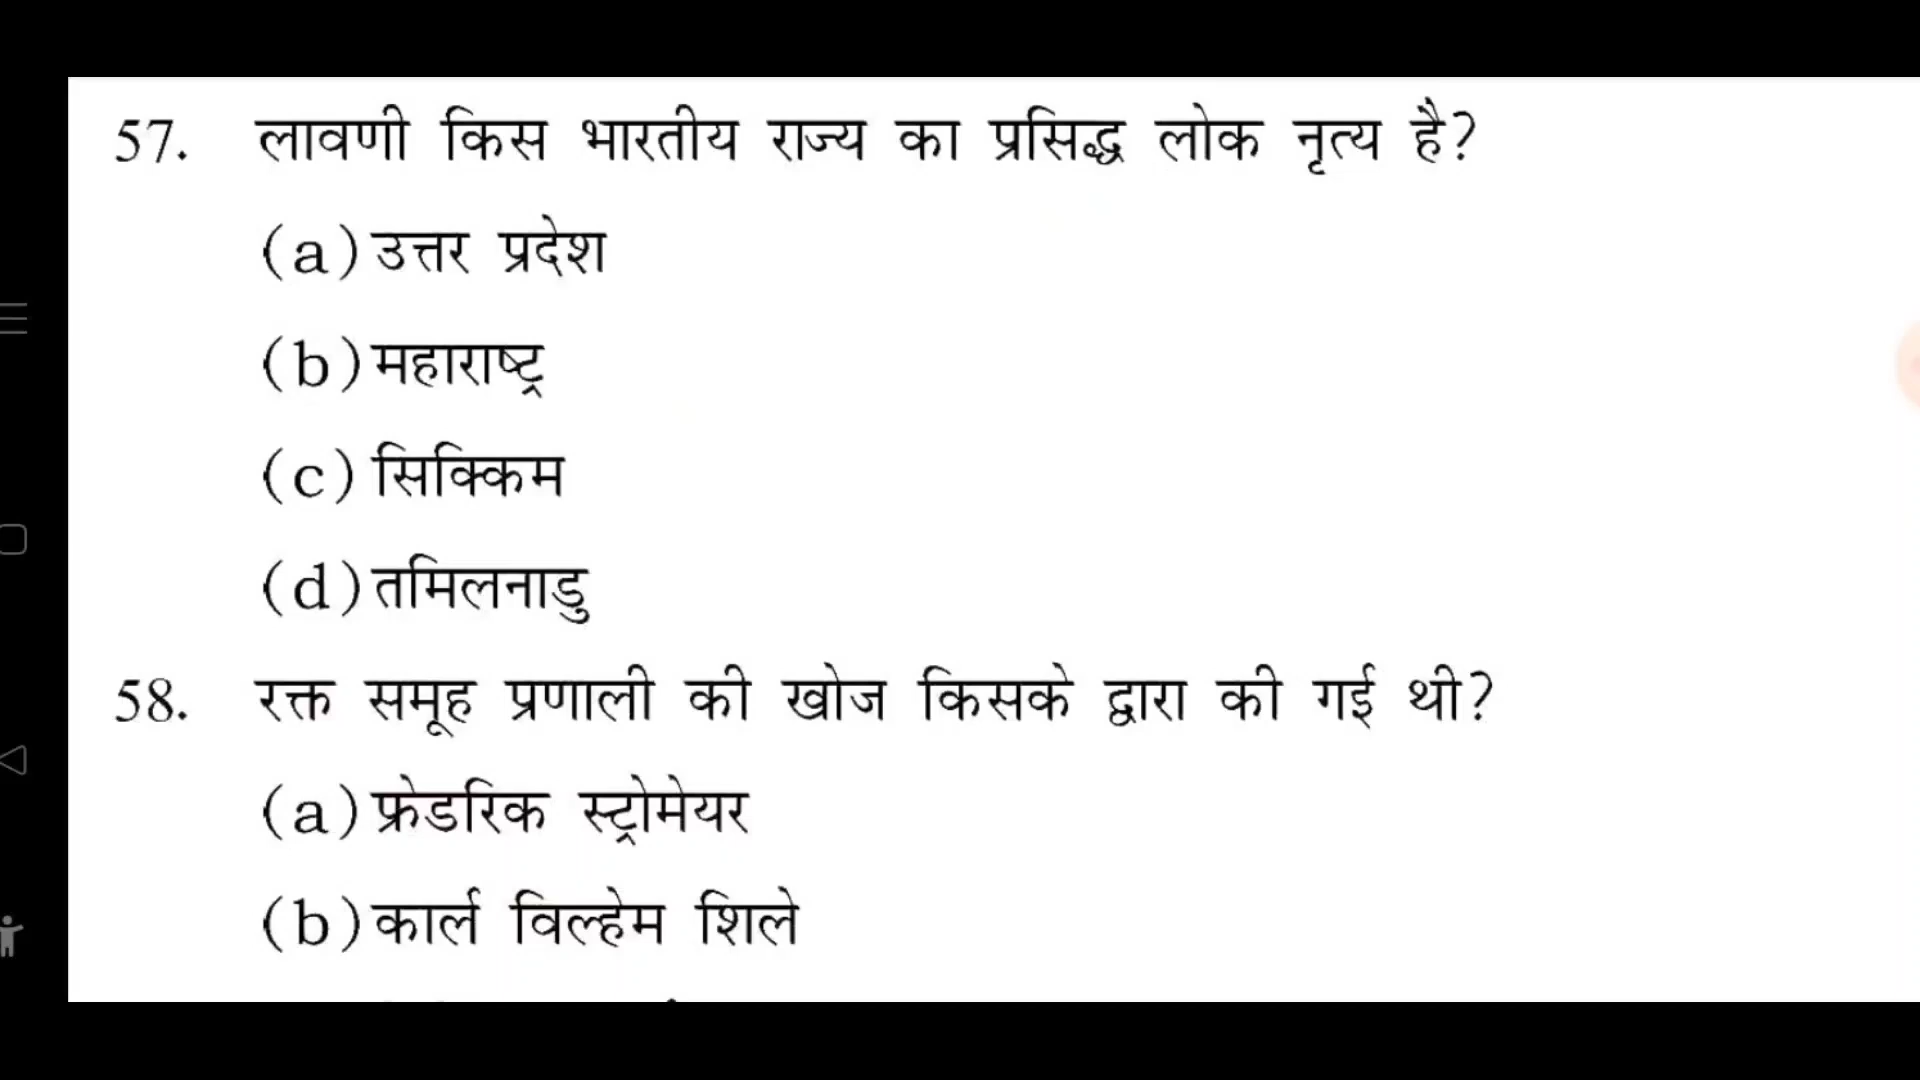 57. लावणी किस भारतीय राज्य का प्रसिद्ध लोक नृत्य है?
(a) उत्तर प्रदेश
(b) महाराष्ट्र
(c) सिक्किम
(d) तमिलनाडु
58. रक्त समूह प्रणाली की खोज किसके द्वारा की गई थी?
(a) फ्रेडरिक स्ट्रोमेयर
(b) कार्ल विल्हेम शिले